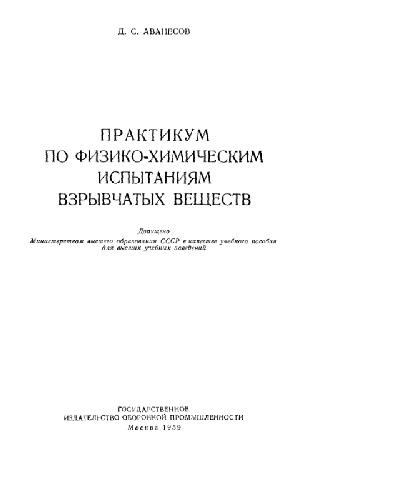 Д. С. АВАНЕСОВ
ПРАКТИКУМ
ПО ФИЗИКО-ХИМИЧЕСКИМ
ИСПЫТАНИЯМ
ВЗРЫВЧАТЫХ ВЕЩЕСТВ
Допущено
Министерством высшего образования СССР в качестве учебного пособия
для высших учебных заведений
ГОСУДАРСТВЕННОЕ
ИЗДАТЕЛЬСТВО ОБОРОННОЙ ПРОМЫШЛЕННОСТИ
Москва 1959